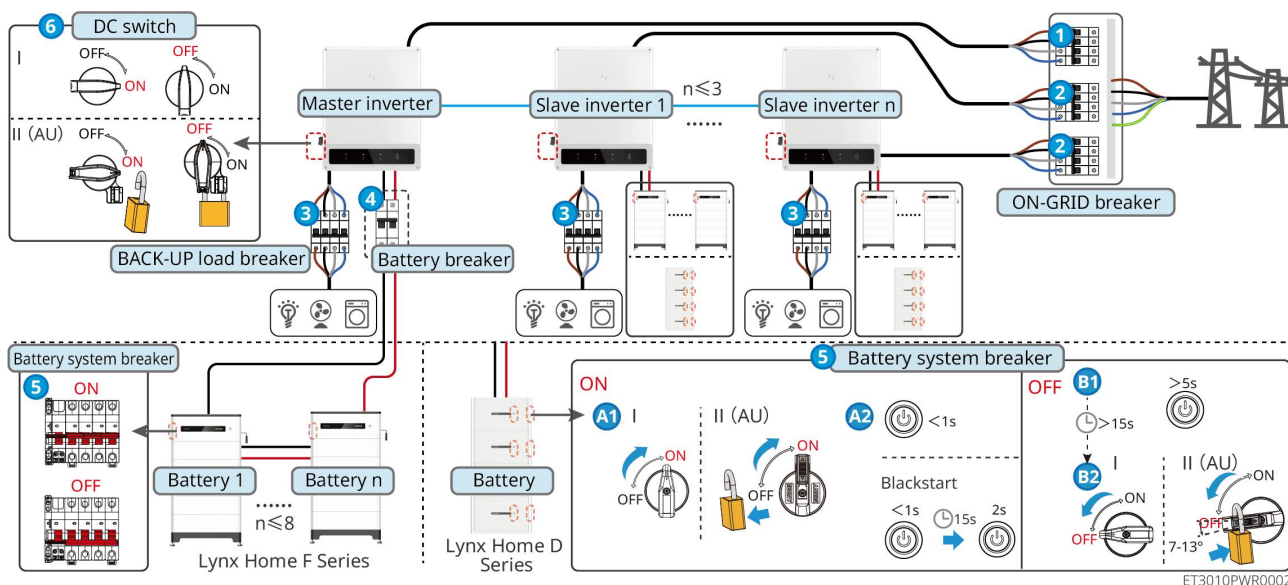 6 DC switch
I
OFF
ON
OFF
ON
II (AU)
OFF
ON
OFF
ON
Master inverter
Slave inverter 1
n≤3
......
Slave inverter n
1
2
2
ON-GRID breaker
3
4
BACK-UP load breaker
Battery breaker
3
......
3
......
Battery system breaker
5
ON
OFF
Battery 1
Battery n
......
n≤8
Lynx Home F Series
Battery
Lynx Home D
Series
5 Battery system breaker
ON
A1 I
ON
OFF
II (AU)
ON
OFF
A2
<1s
Blackstart
<1s
15s
2s
OFF
B1
>5s
>15s
B2
I
ON
OFF
II (AU)
ON
OFF
7-13°